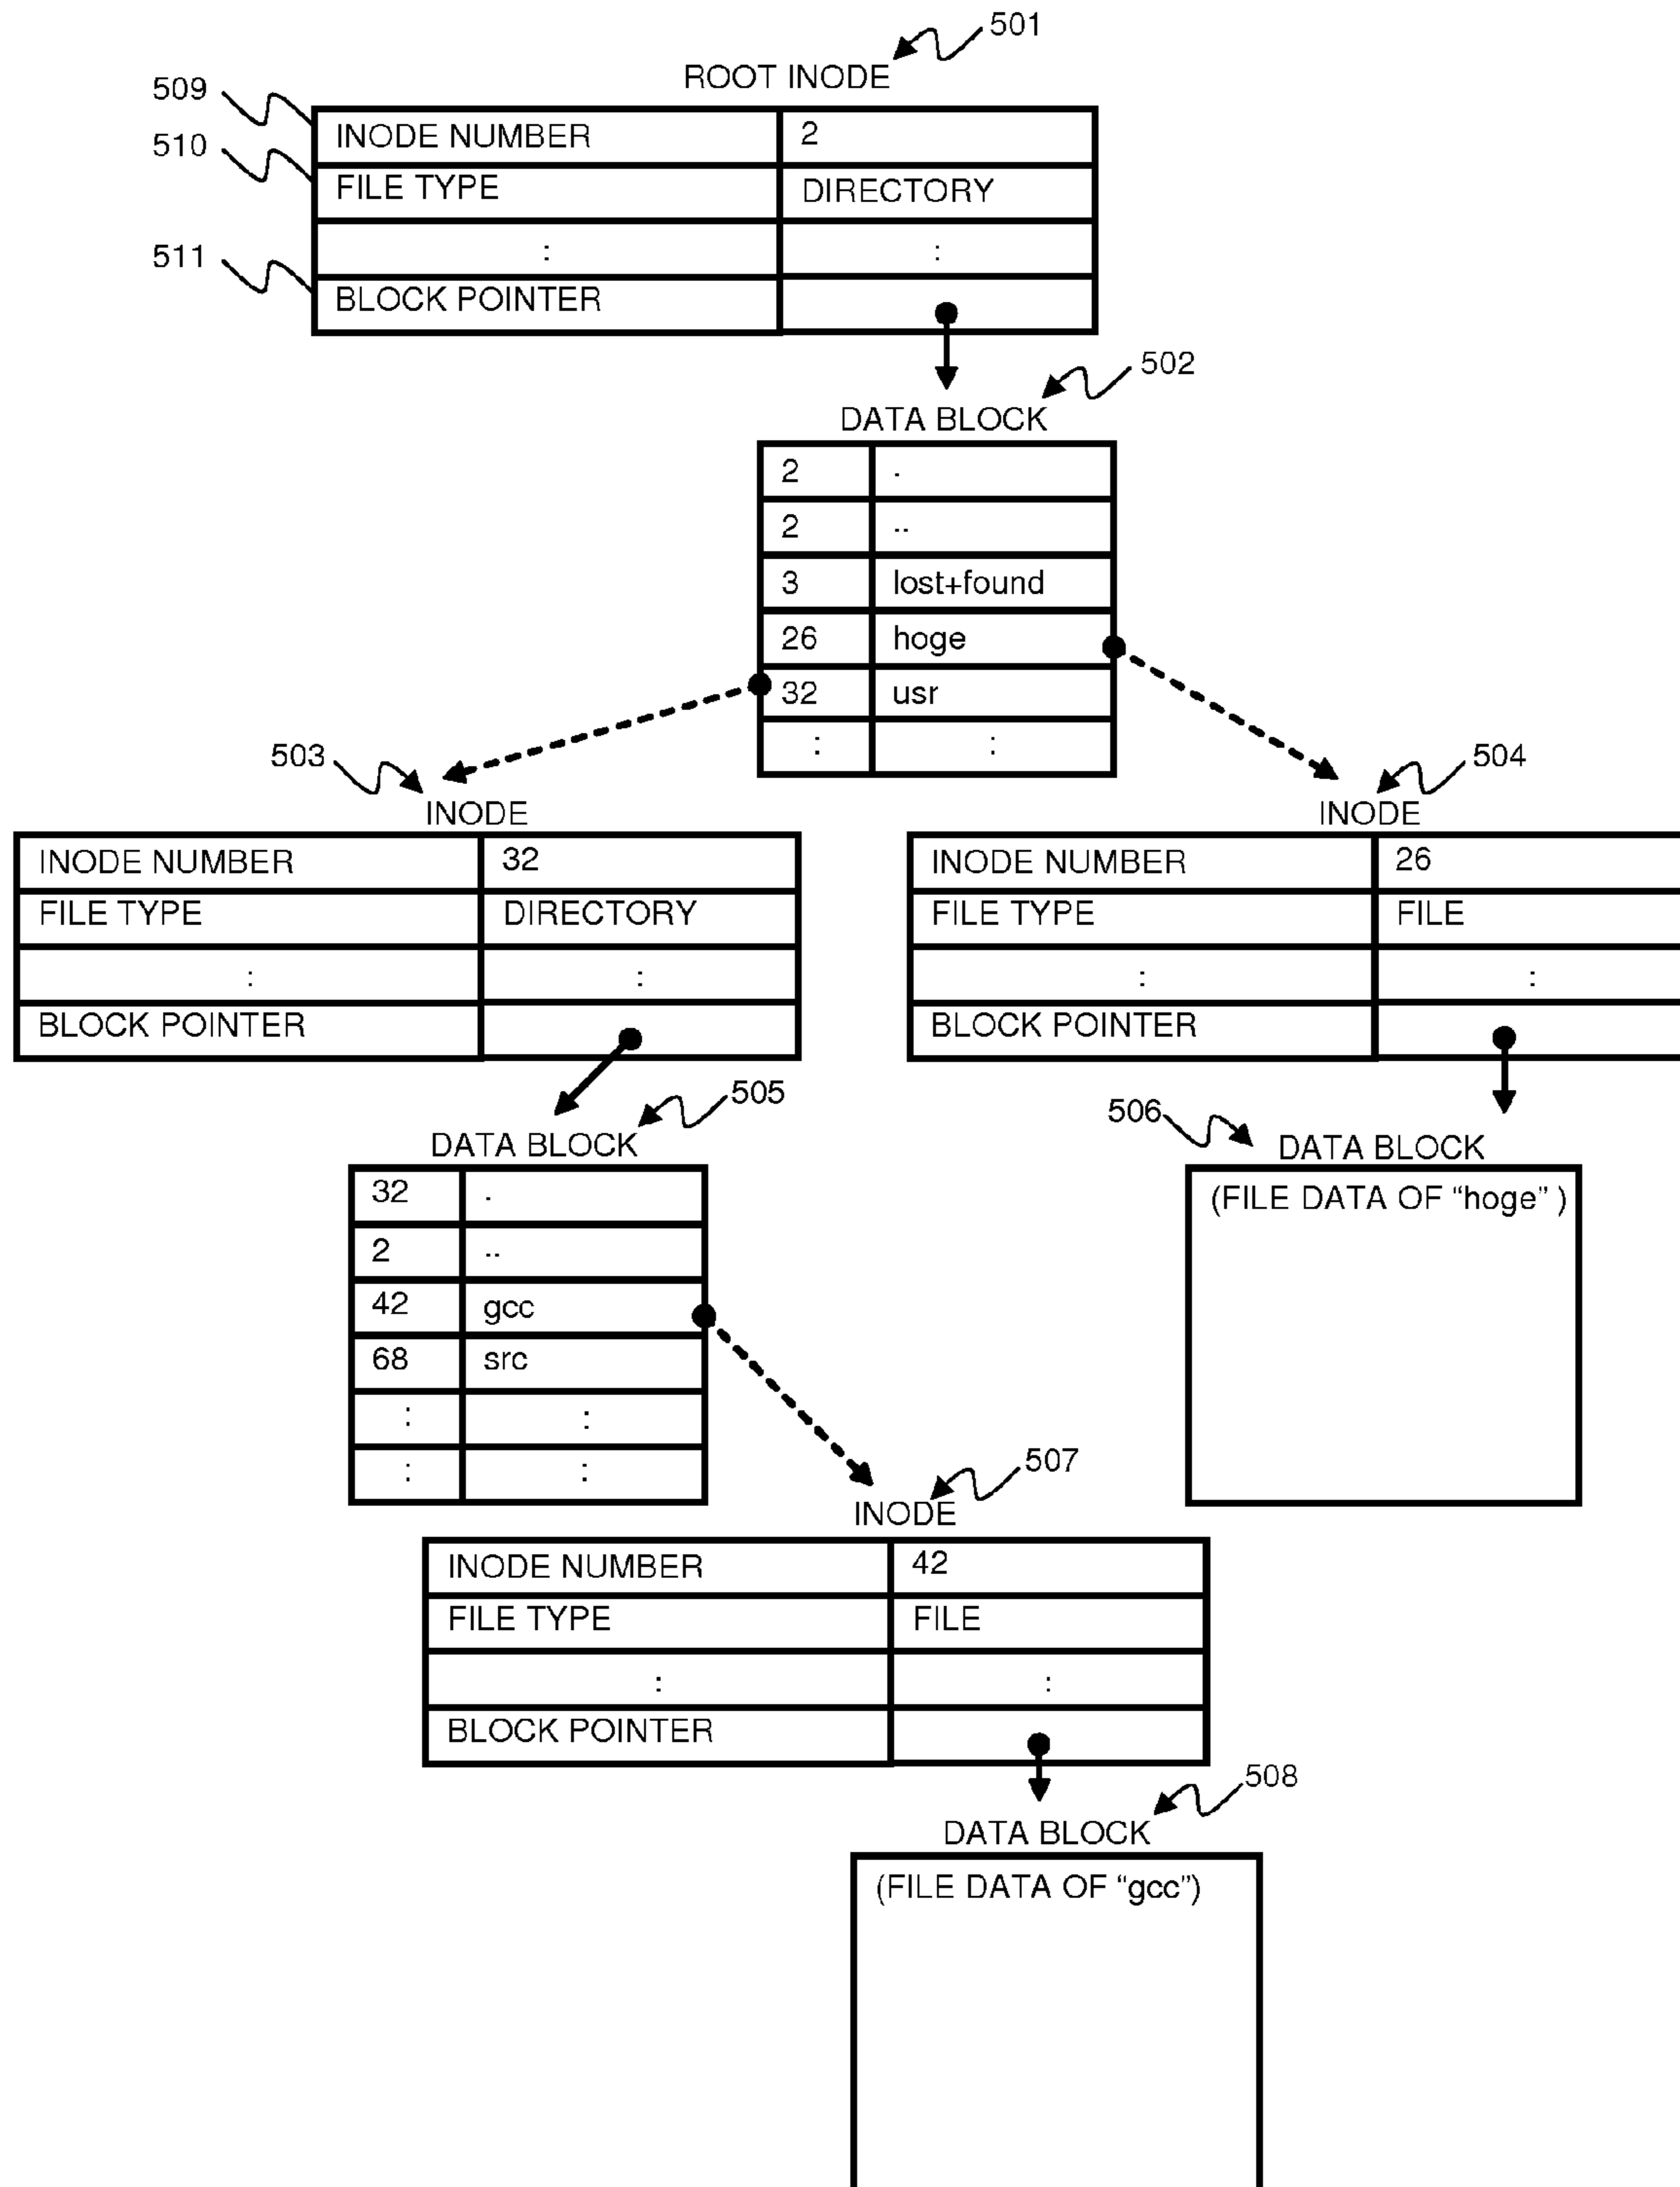 501
ROOT INODE
509
INODE NUMBER 2
510
FILE TYPE DIRECTORY
: :
511
BLOCK POINTER
502
DATA BLOCK
2 .
2 ..
3 lost+found
26 hoge
32 usr
: :
503
INODE
INODE NUMBER 32
FILE TYPE DIRECTORY
: :
BLOCK POINTER
504
INODE
INODE NUMBER 26
FILE TYPE FILE
: :
BLOCK POINTER
505
DATA BLOCK
32 .
2 ..
42 gcc
68 src
: :
: :
506
DATA BLOCK
(FILE DATA OF “hoge” )
507
INODE
INODE NUMBER 42
FILE TYPE FILE
: :
BLOCK POINTER
508
DATA BLOCK
(FILE DATA OF “gcc”)